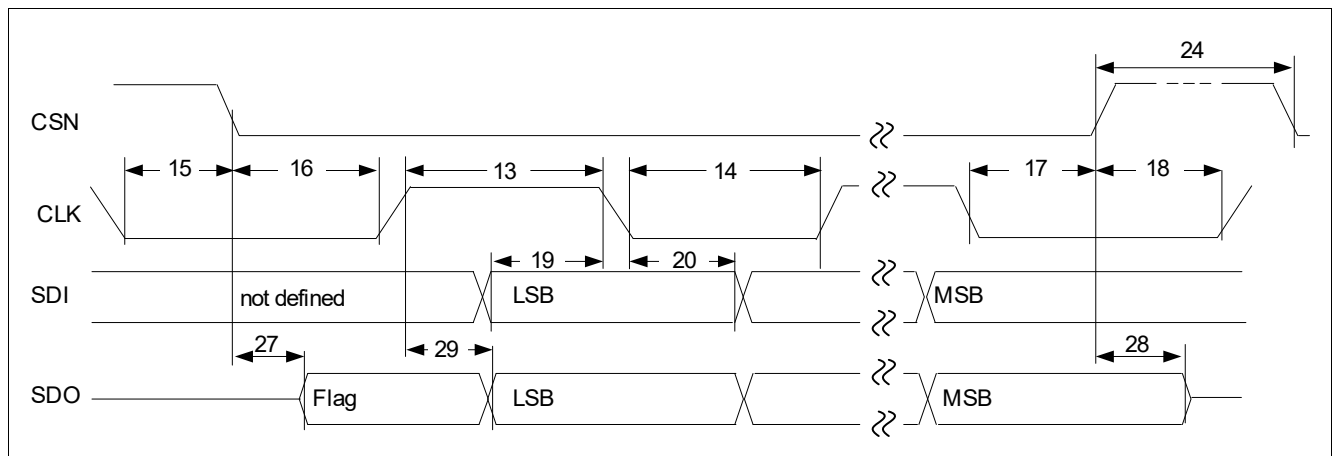 24
CSN
15 16 13 14 17 18
CLK
19 20
SDI not defined LSB MSB
27 29 28
SDO Flag LSB MSB